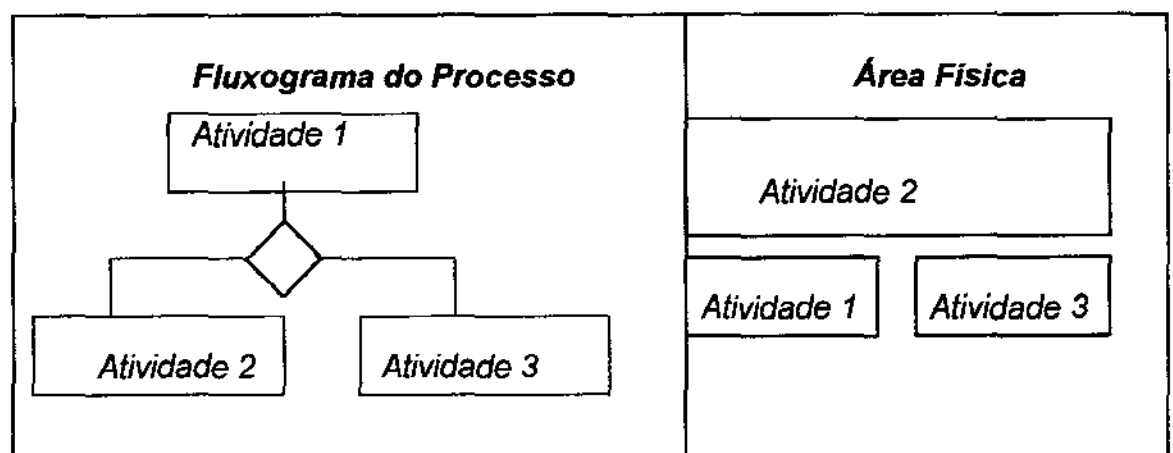 Fluxograma do Processo
Atividade 1
Atividade 2
Atividade 3
Área Física
Atividade 2
Atividade 1
Atividade 3